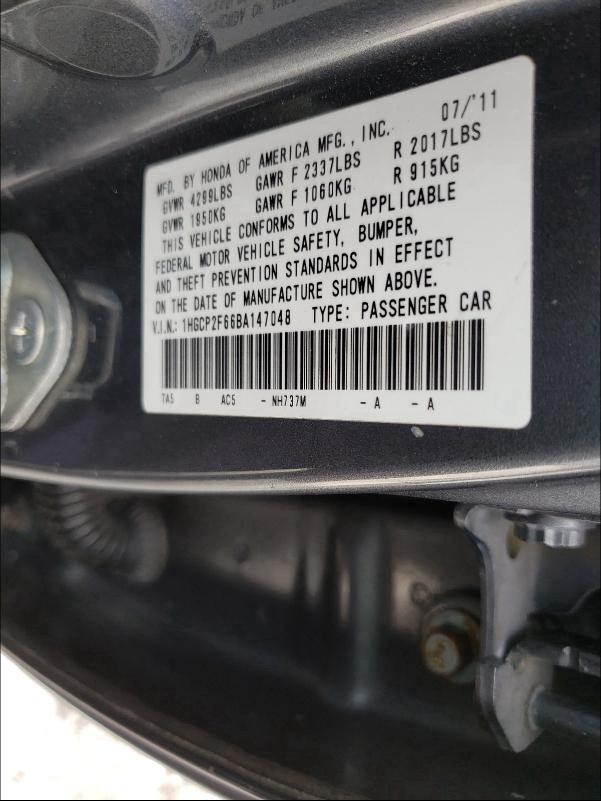 07/'11
MFD. BY HONDA OF AMERICA MFG., INC.
GVWR 4299LBS GAWR F 2337LBS R 2017LBS
GVWR 1950KG GAWR F 1060KG R 915KG
THIS VEHICLE CONFORMS TO ALL APPLICABLE
FEDERAL MOTOR VEHICLE SAFETY, BUMPER,
AND THEFT PREVENTION STANDARDS IN EFFECT
ON THE DATE OF MANUFACTURE SHOWN ABOVE.
V.I.N.: 1HGCP2F66BA147048 TYPE: PASSENGER CAR
TA5 B AC5 - NH737M - A - A